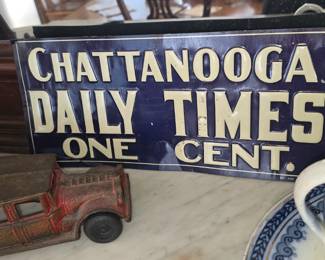 CHATTANOOGA
DAILY TIMES
ONE CENT.